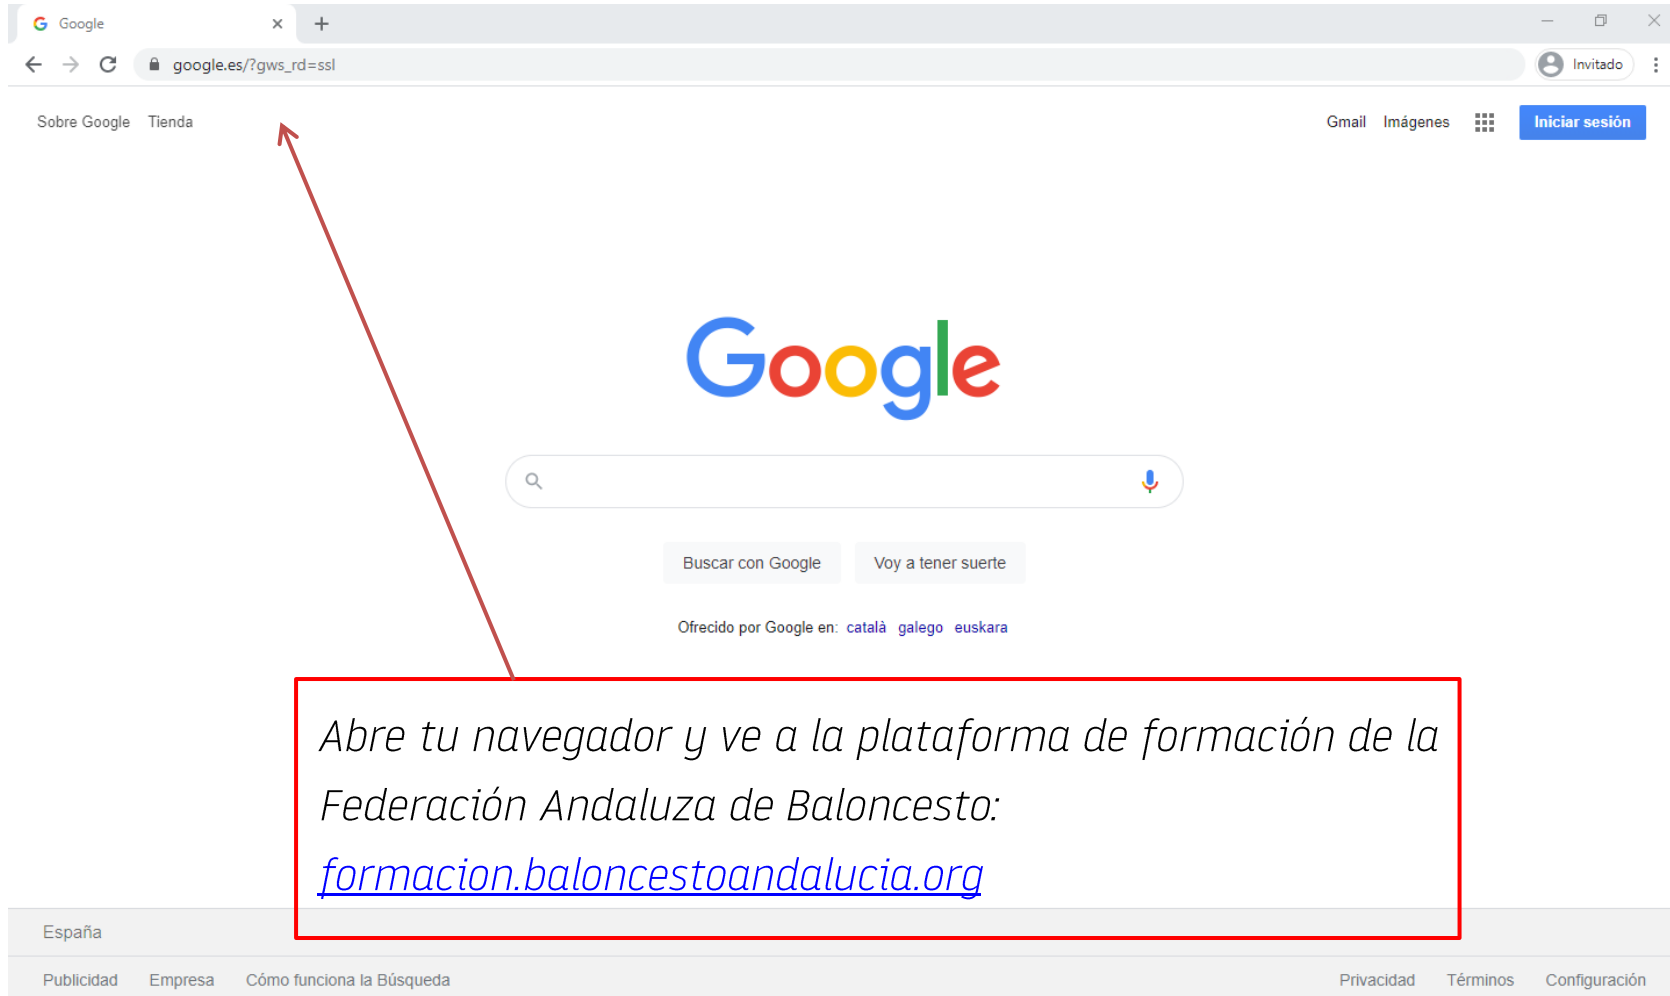 Google
google.es/?gws_rd=ssl
Invitado
Sobre Google Tienda
Gmail Imágenes
Iniciar sesión
Google
Buscar con Google
Voy a tener suerte
Ofrecido por Google en: català galego euskara
Abre tu navegador y ve a la plataforma de formación de la
Federación Andaluza de Baloncesto:
formacion.baloncestoandalucia.org
España
Publicidad Empresa Cómo funciona la Búsqueda
Privacidad Términos Configuración